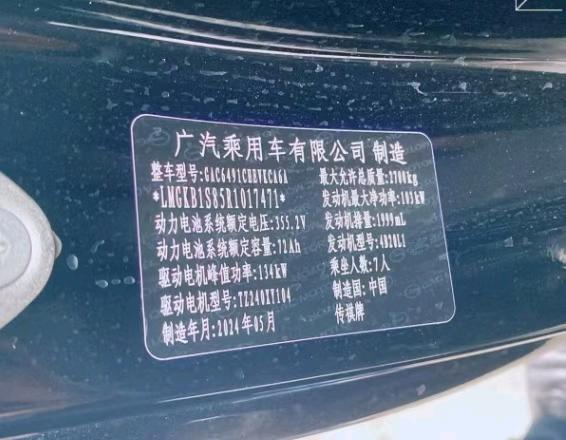 广汽乘用车有限公司 制造
整车型号:GAC6491CHEVKCA6A 最大允许总质量:2700kg
*LMGKB1S85R1017471* 发动机最大净功率:105kW
动力电池系统额定电压:355.2V 发动机排量:1999mL
动力电池系统额定容量:72Ah 发动机型号:4B20L1
驱动电机峰值功率:134kW 乘坐人数:7人
驱动电机型号:TZ240XY104 制造国:中国
制造年月:2024年05月 传祺牌